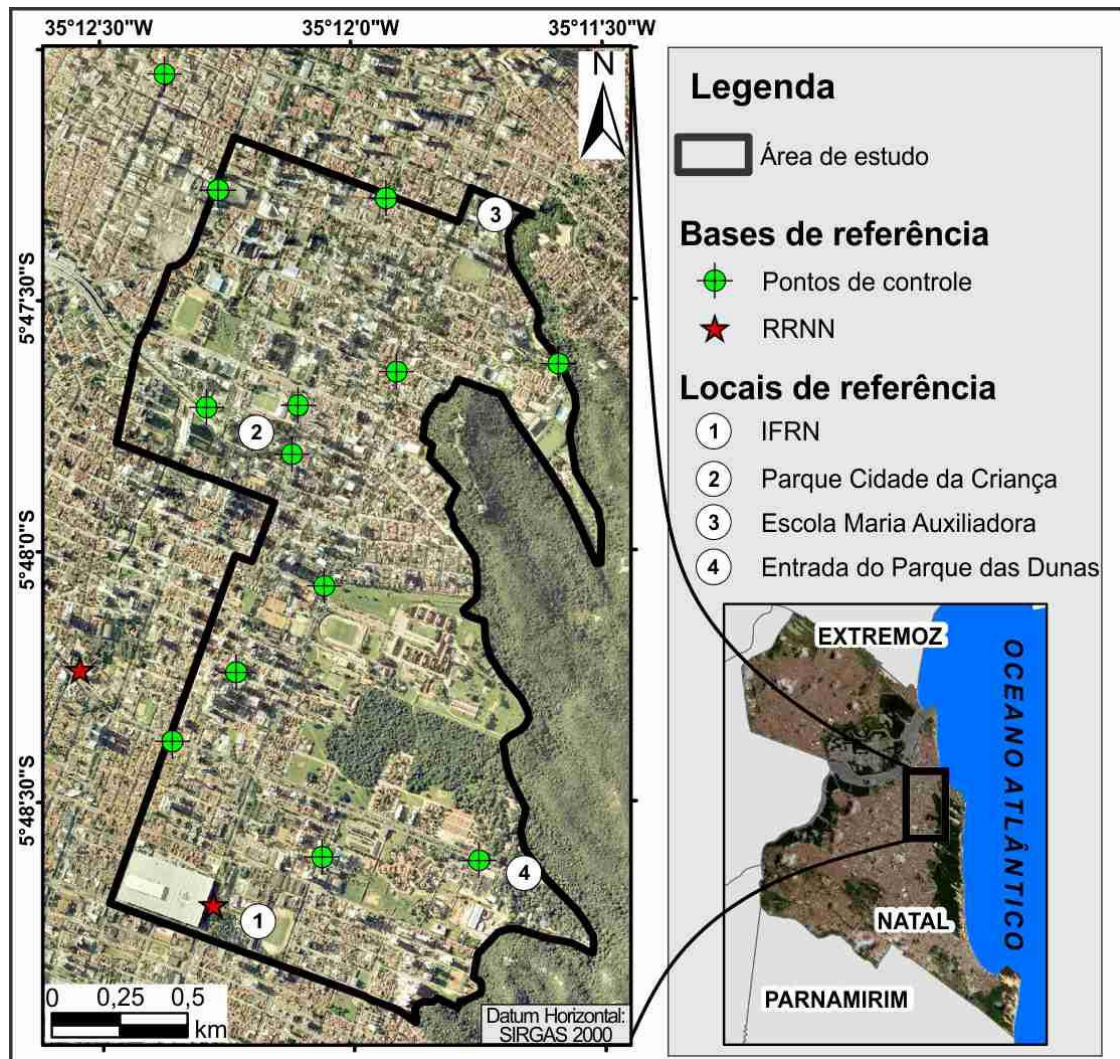 35°12'30"W
35°12'0"W
35°11'30"W
5°47'30"S
5°48'0"S
5°48'30"S
N
3
2
4
1
0 0,25 0,5
km
Datum Horizontal:
SIRGAS 2000
Legenda
Área de estudo
Bases de referência
Pontos de controle
RRNN
Locais de referência
1 IFRN
2 Parque Cidade da Criança
3 Escola Maria Auxiliadora
4 Entrada do Parque das Dunas
EXTREMOZ
OCEANO ATLÂNTICO
NATAL
PARNAMIRIM